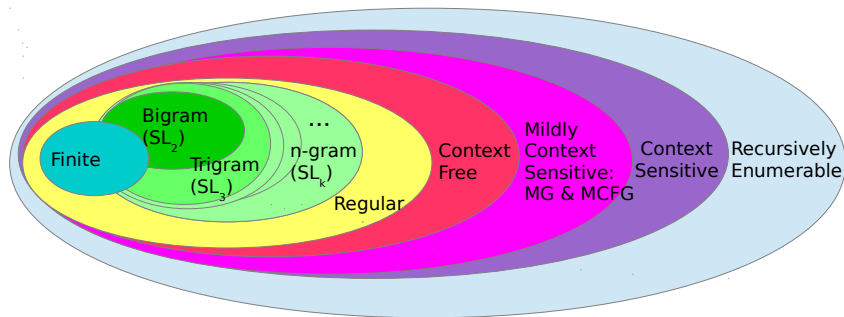 Finite
Bigram
(SL₂)
Trigram
(SL₃)
...
n-gram
(SLₖ)
Regular
Context
Free
Mildly
Context
Sensitive:
MG & MCFG
Context
Sensitive
Recursively
Enumerable